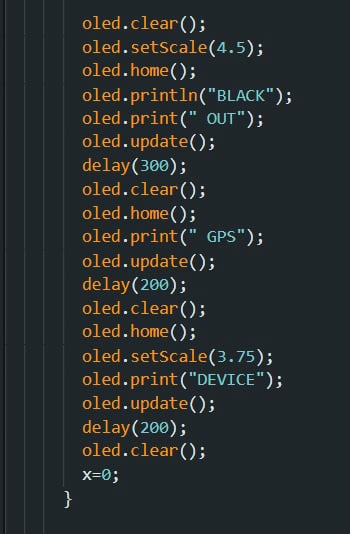 oled.clear();
oled.setScale(4.5);
oled.home();
oled.println("BLACK");
oled.print(" OUT");
oled.update();
delay(300);
oled.clear();
oled.home();
oled.print(" GPS");
oled.update();
delay(200);
oled.clear();
oled.home();
oled.setScale(3.75);
oled.print("DEVICE");
oled.update();
delay(200);
oled.clear();
x=0;
}